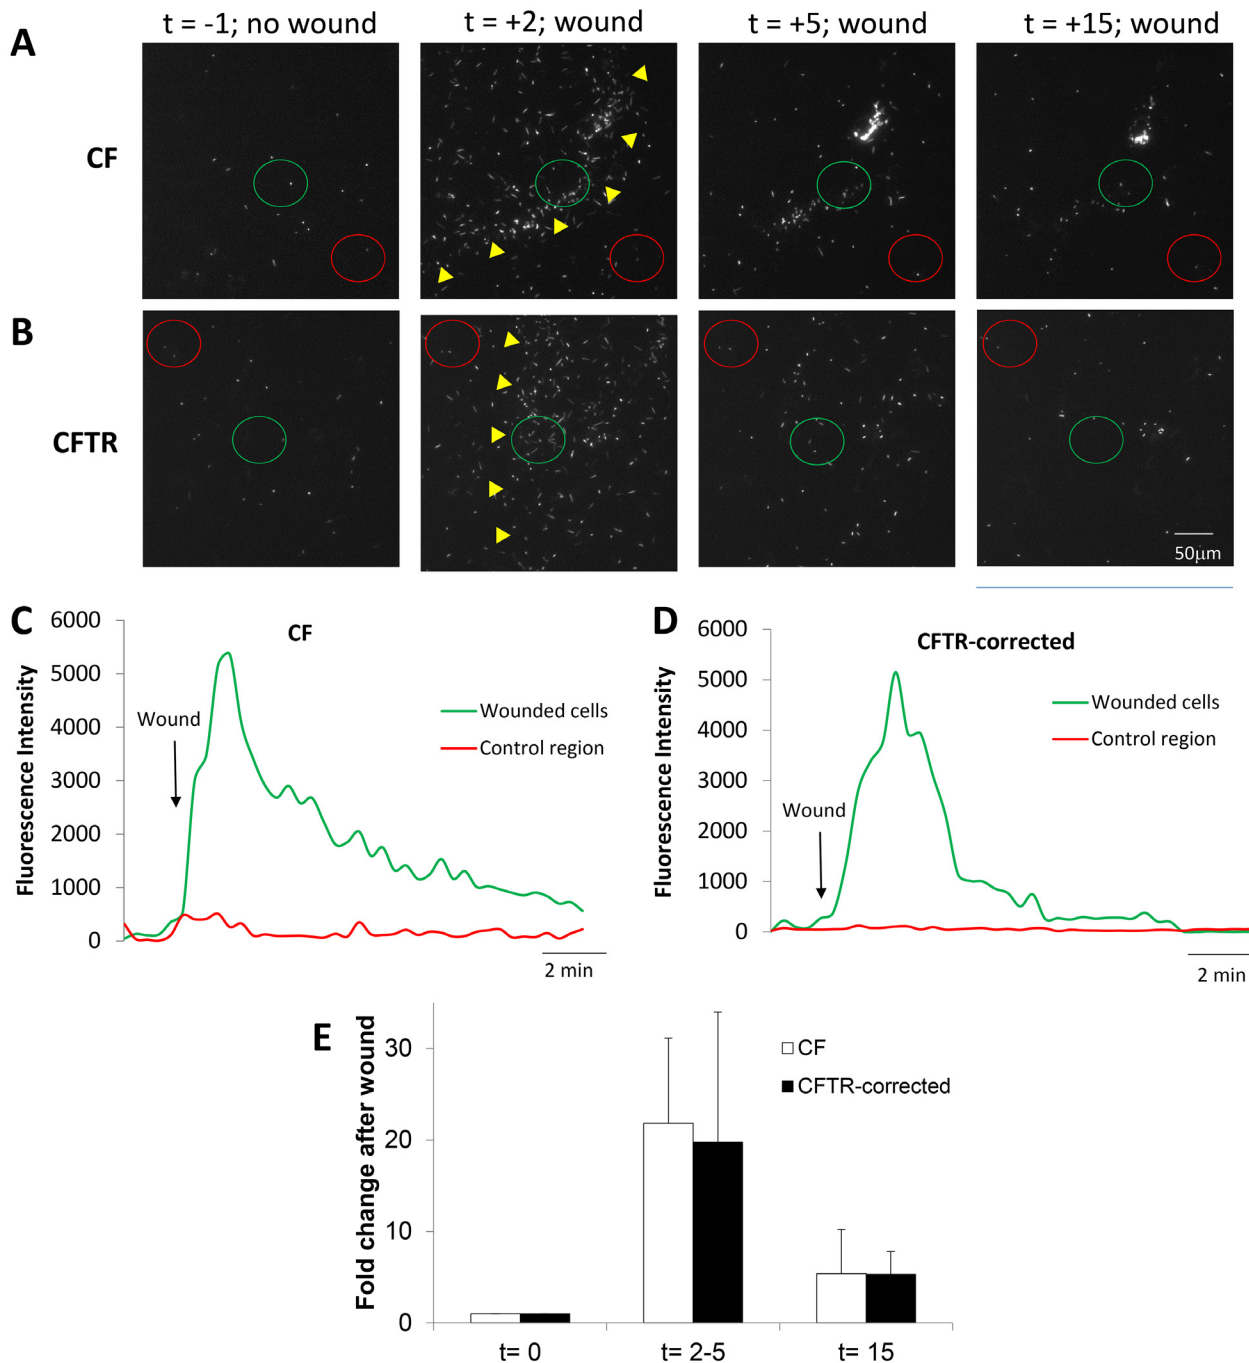 A
t = -1; no wound
t = +2; wound
t = +5; wound
t = +15; wound
CF
B
CFTR
50μm
C
CF
6000
5000
4000
3000
2000
1000
0
Fluorescence Intensity
Wound
Wounded cells
Control region
2 min
D
CFTR-corrected
6000
5000
4000
3000
2000
1000
0
Fluorescence Intensity
Wound
Wounded cells
Control region
2 min
E
Fold change after wound
30
20
10
0
CF
CFTR-corrected
t= 0
t= 2-5
t= 15